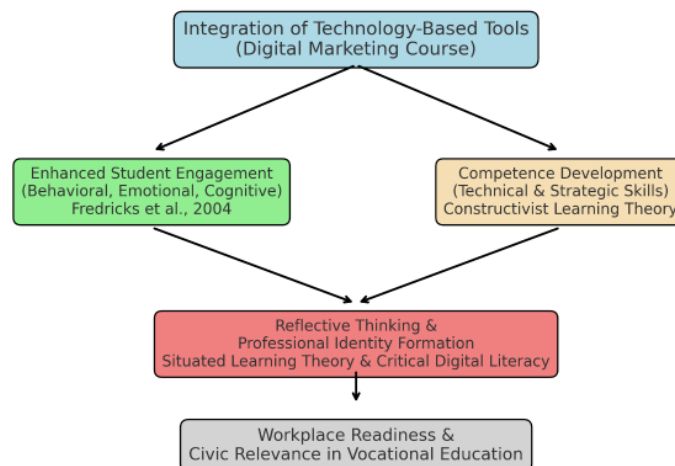 Integration of Technology-Based Tools
(Digital Marketing Course)
Enhanced Student Engagement
(Behavioral, Emotional, Cognitive)
Fredricks et al., 2004
Competence Development
(Technical & Strategic Skills)
Constructivist Learning Theory
Reflective Thinking &
Professional Identity Formation
Situated Learning Theory & Critical Digital Literacy
Workplace Readiness &
Civic Relevance in Vocational Education